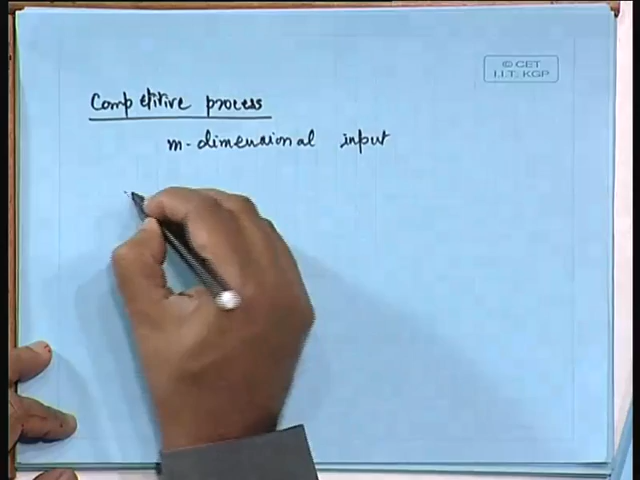 © CET
I.I.T. KGP
Competitive process
m-dimensional input